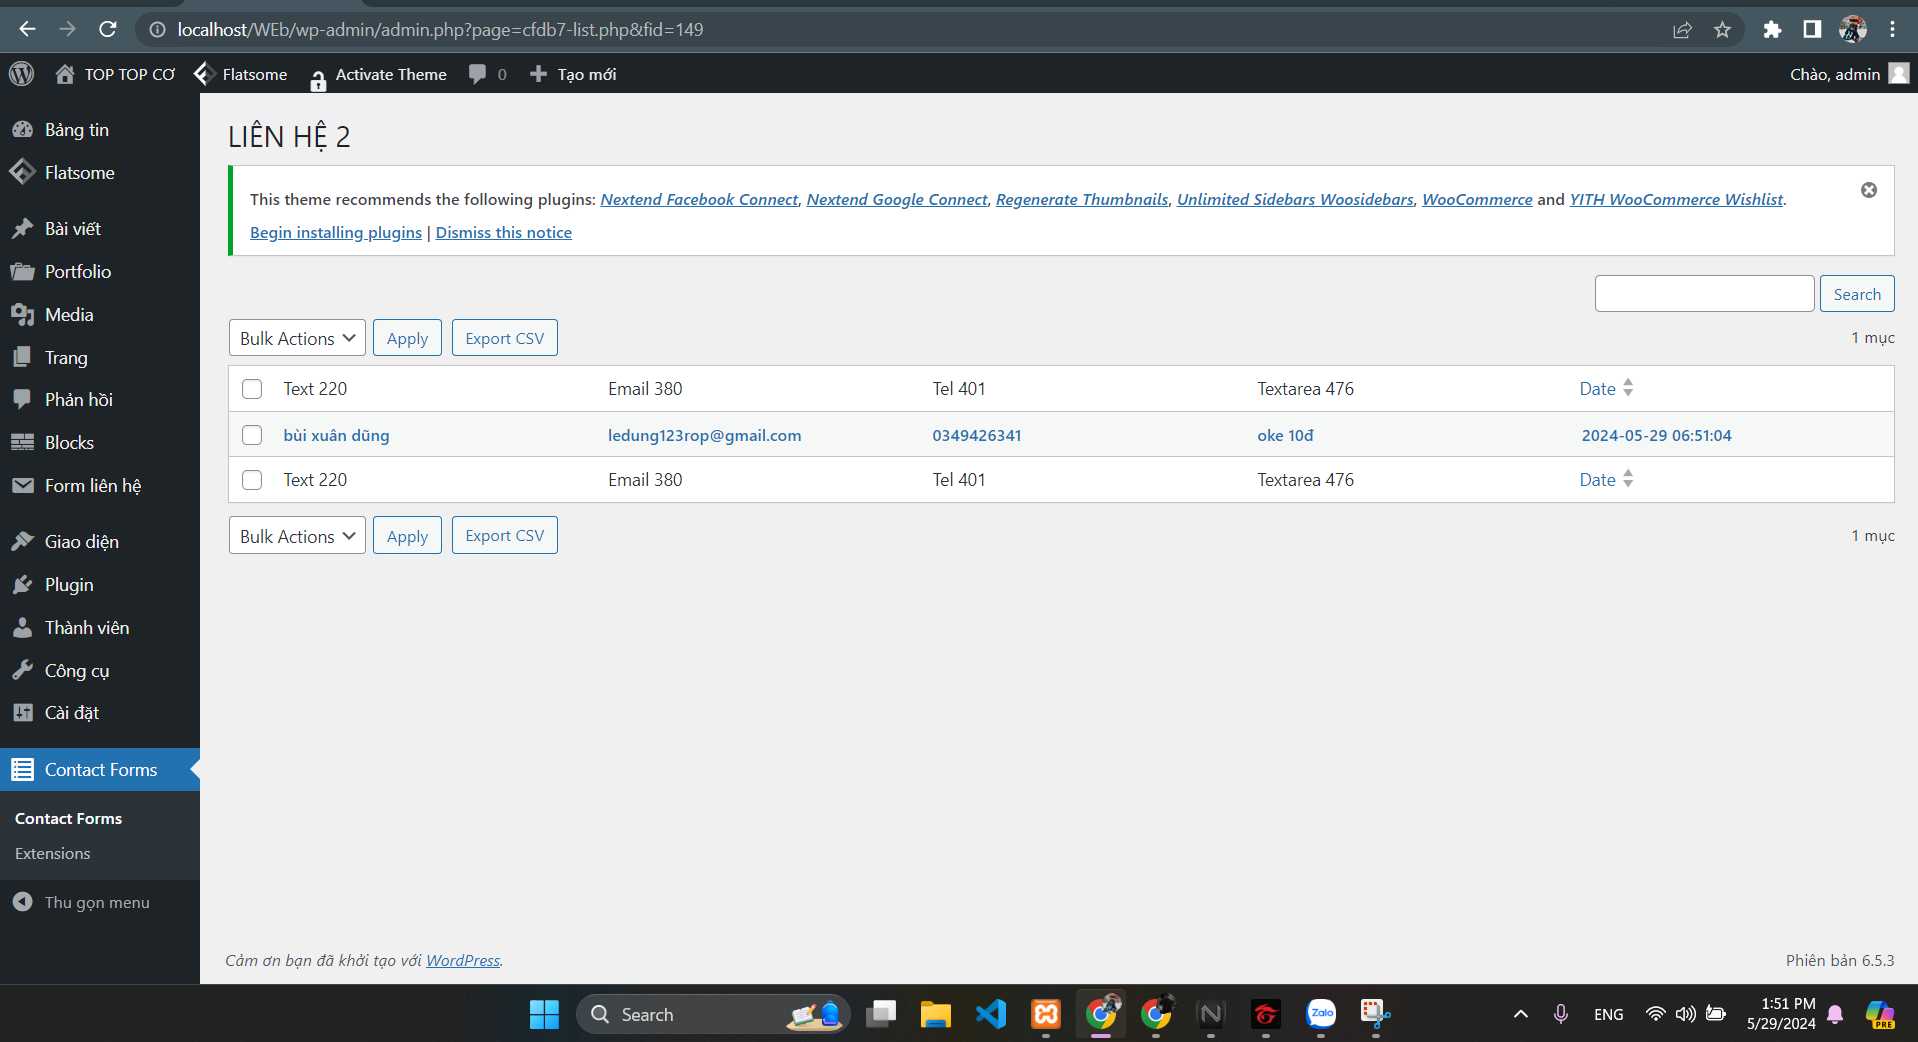 localhost/WEb/wp-admin/admin.php?page=cfdb7-list.php&fid=149
TOP TOP CƠ
Flatsome
Activate Theme
0
Tạo mới
Chào, admin
Bảng tin
Flatsome
Bài viết
Portfolio
Media
Trang
Phản hồi
Blocks
Form liên hệ
Giao diện
Plugin
Thành viên
Công cụ
Cài đặt
Contact Forms
Contact Forms
Extensions
Thu gọn menu
LIÊN HỆ 2
This theme recommends the following plugins: Nextend Facebook Connect, Nextend Google Connect, Regenerate Thumbnails, Unlimited Sidebars Woosidebars, WooCommerce and YITH WooCommerce Wishlist.
Begin installing plugins | Dismiss this notice
Search
Bulk Actions Apply Export CSV 1 mục
Text 220 Email 380 Tel 401 Textarea 476 Date
bùi xuân dũng ledung123rop@gmail.com 0349426341 oke 10đ 2024-05-29 06:51:04
Text 220 Email 380 Tel 401 Textarea 476 Date
Bulk Actions Apply Export CSV 1 mục
Cảm ơn bạn đã khởi tạo với WordPress.
Phiên bản 6.5.3
Search
Zalo
ENG
1:51 PM
5/29/2024
PRE